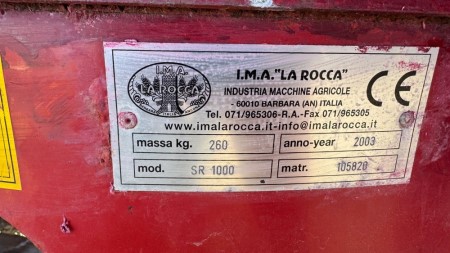 I.M.A.
LA ROCCA
I.M.A."LA ROCCA"
INDUSTRIA MACCHINE AGRICOLE
- 60010 BARBARA (AN) ITALIA
Tel. 071/965306-R.A.-Fax 071/965305
www.imalarocca.it-info@imalarocca.it
CE
massa kg. 260
anno-year 2003
mod. SR 1000
matr. 105820